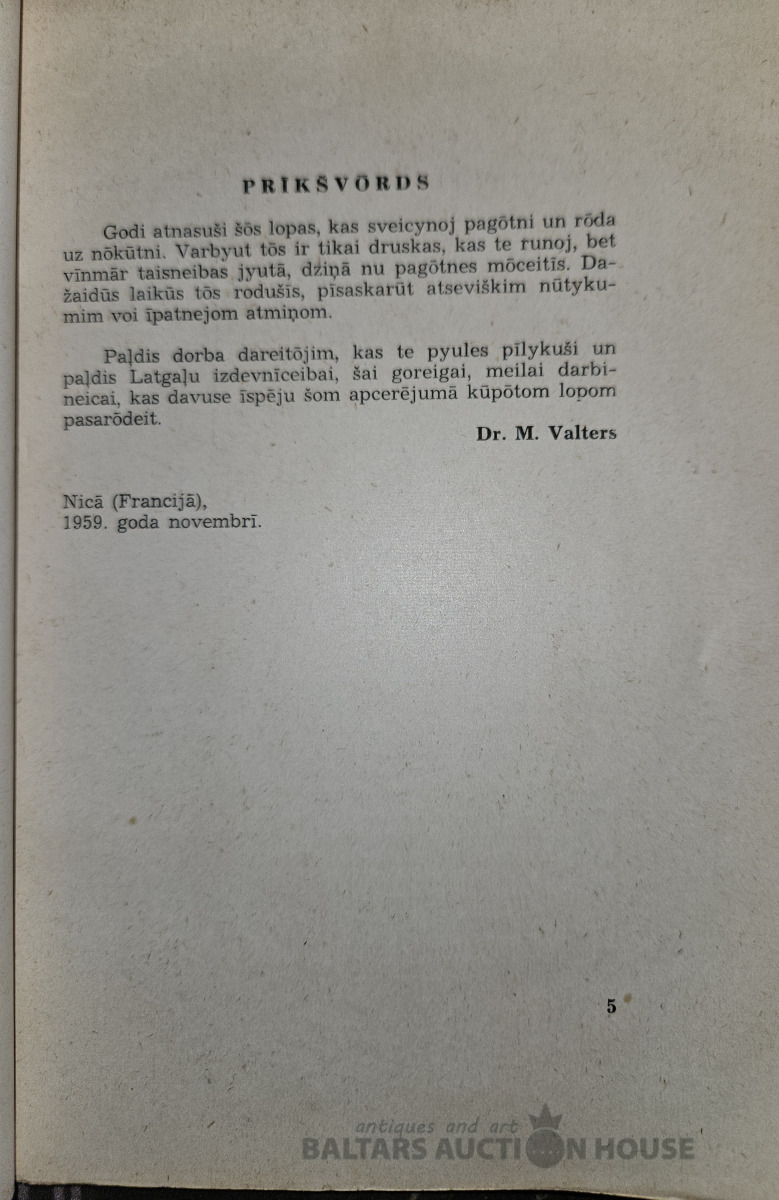 PRĪKŠVŌRDS
Godi atnasuši šōs lopas, kas sveicynoj pagōtni un rōda
uz nōkūtni. Varbyut tōs ir tikai druskas, kas te runoj, bet
vīnmār taisneibas jyutā, dziņā nu pagōtnes mōceitīs. Da-
žaidūs laikūs tōs rodušīs, pīsaskarūt atsevišķim nūtyku-
mim voi īpatnejom atmiņom.
Paļdis dorba dareitōjim, kas te pyules pīlykuši un
paļdis Latgaļu izdevnīceibai, šai goreigai, meilai darbi-
neicai, kas davuse īspēju šom apcerējumā kūpōtom lopom
pasarōdeit.
Dr. M. Valters
Nicā (Francijā),
1959. goda novembrī.
5
antiques and art
BALTARS AUCTION HOUSE